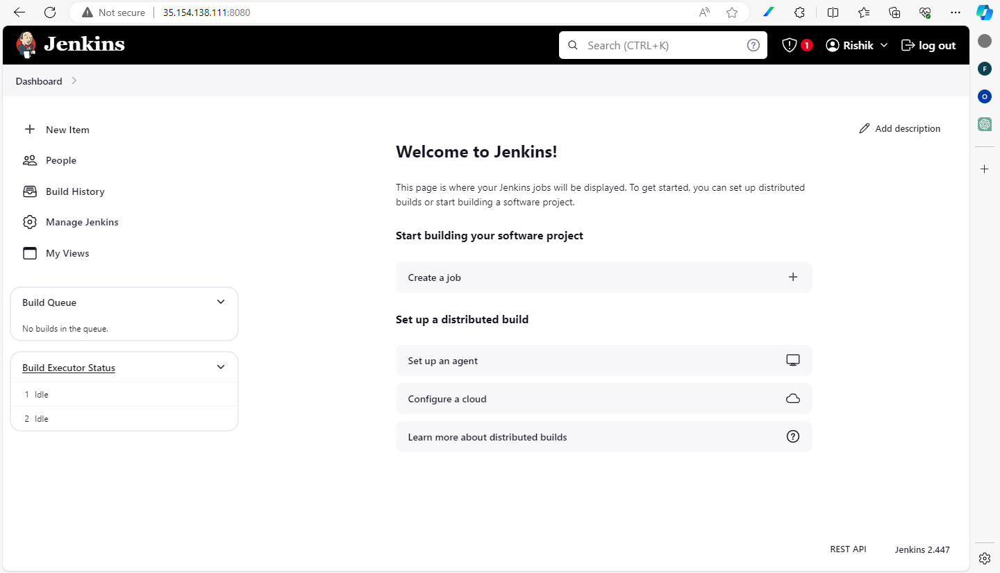 Not secure
35.154.138.111:8080
Jenkins
Search (CTRL+K)
1
Rishik
log out
Dashboard
New Item
People
Build History
Manage Jenkins
My Views
Build Queue
No builds in the queue.
Build Executor Status
1 Idle
2 Idle
Add description
Welcome to Jenkins!
This page is where your Jenkins jobs will be displayed. To get started, you can set up distributed
builds or start building a software project.
Start building your software project
Create a job
Set up a distributed build
Set up an agent
Configure a cloud
Learn more about distributed builds
REST API
Jenkins 2.447
F
O